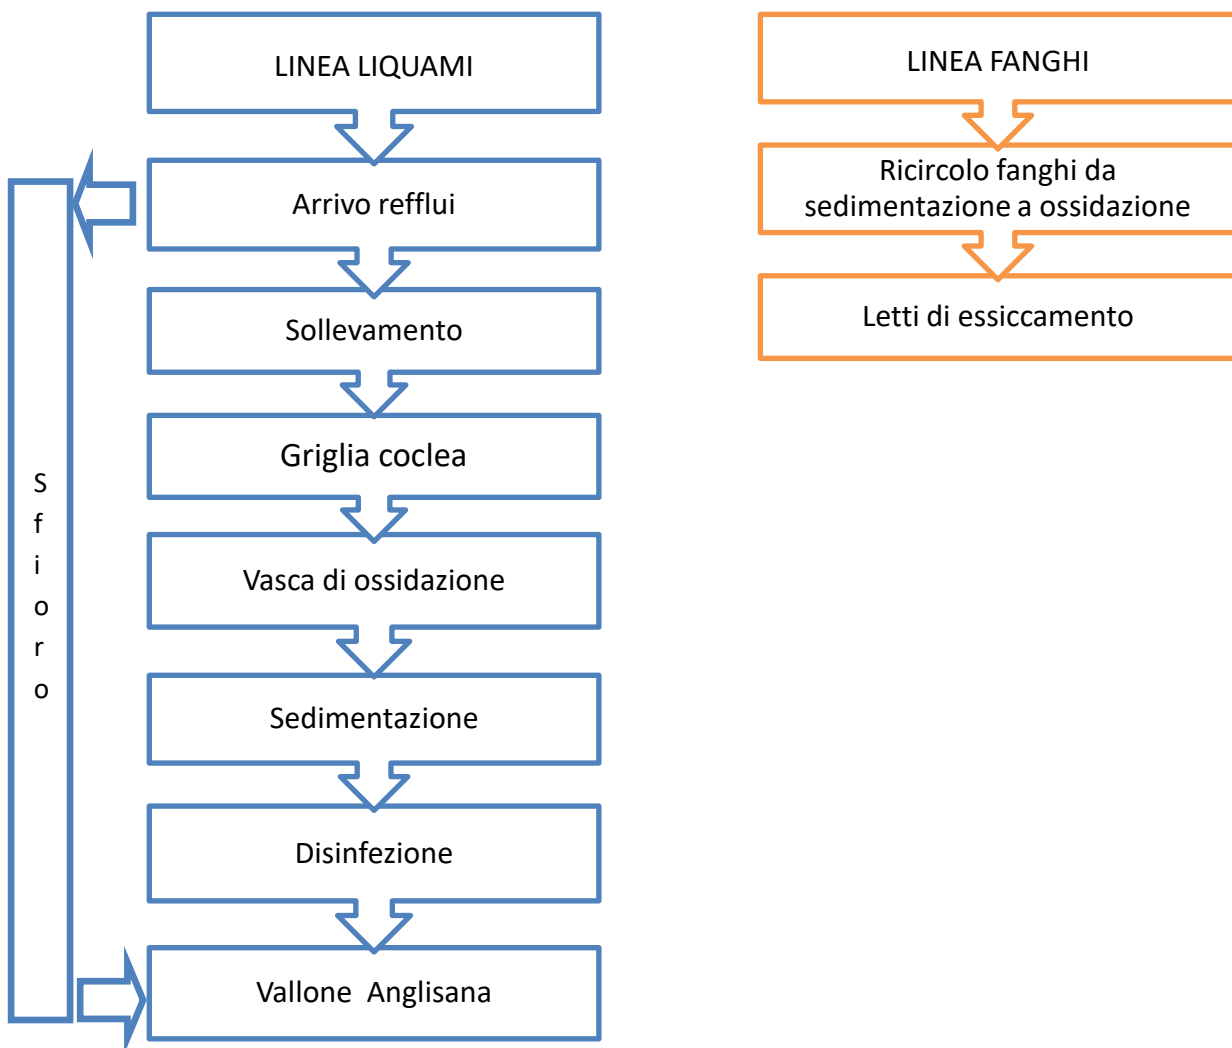 LINEA LIQUAMI
Arrivo refflui
Sollevamento
Griglia coclea
Vasca di ossidazione
Sedimentazione
Disinfezione
Vallone Anglisana
S
f
i
o
r
o
LINEA FANGHI
Ricircolo fanghi da
sedimentazione a ossidazione
Letti di essiccamento